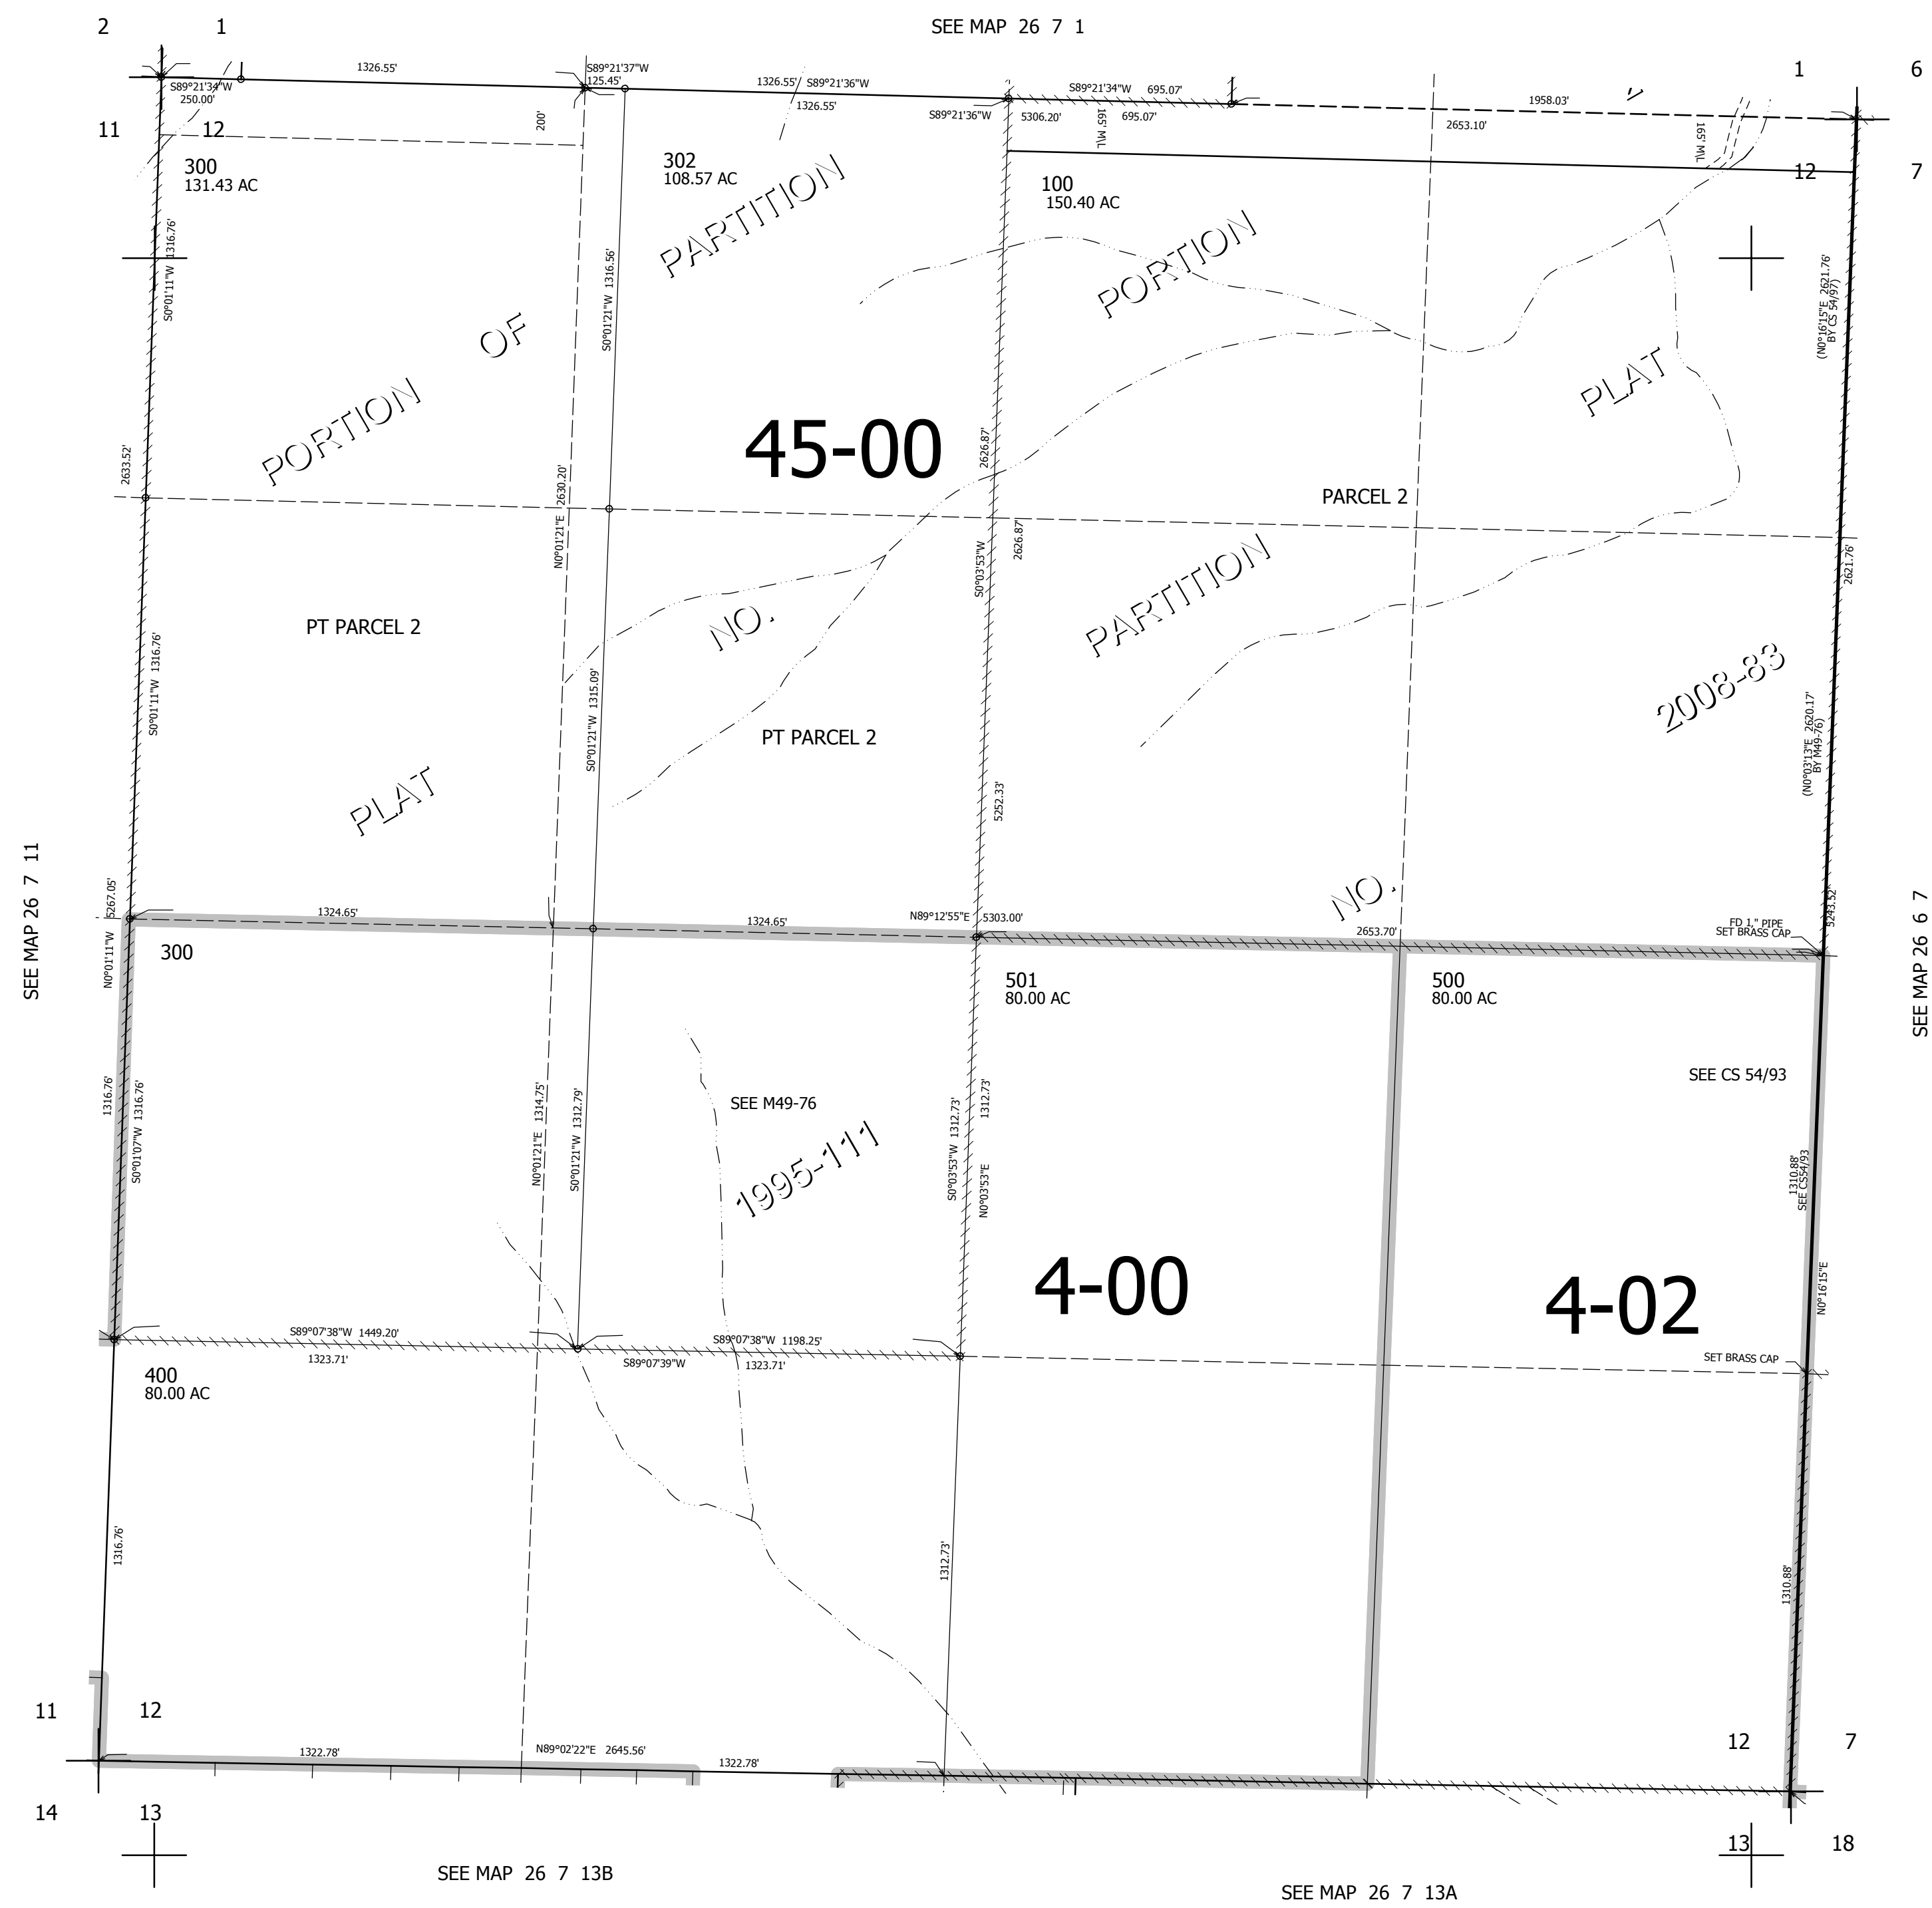 2 1
SEE MAP 26 7 1
1 6
1326.55'
S89°21'37"W
125.45'
1326.55' S89°21'36"W
S89°21'34"W 695.07'
1958.03'
S89°21'34"W
250.00'
1326.55'
S89°21'36"W
5306.20' 695.07'
2653.10'
200'
165' M\L
165' M\L
11 12
12 7
300
131.43 AC
302
108.57 AC
100
150.40 AC
PARTITION
PORTION
OF
PORTION
PLAT
S0°01'11"W 1316.76'
S0°01'21"W 1316.56'
(N0°16'15"E 2621.76'
BY CS 54/97)
45-00
2633.52'
N0°01'21"E 2630.20'
2626.87'
PARCEL 2
S0°03'53"W
2626.87'
2621.76'
PARTITION
NO.
PT PARCEL 2
S0°01'11"W 1316.76'
S0°01'21"W 1315.09'
PT PARCEL 2
2008-83
(N0°03'13"E 2620.17'
BY M49-76)
PLAT
5252.33'
SEE MAP 26 7 11
SEE MAP 26 6 7
NO.
5267.05'
1324.65'
1324.65'
N89°12'55"E 5303.00'
2653.70'
FD 1" PIPE
SET BRASS CAP
5243.52'
N0°01'11"W
300
501
80.00 AC
500
80.00 AC
SEE CS 54/93
1316.76'
S0°01'07"W 1316.76'
N0°01'21"E 1314.75'
S0°01'21"W 1312.79'
SEE M49-76
1995-111
S0°03'53"W 1312.73'
1312.73'
N0°03'53"E
1310.88'
SEE CS54/93
N0°16'15"E
4-00
4-02
S89°07'38"W 1449.20'
1323.71'
S89°07'38"W 1198.25'
S89°07'39"W 1323.71'
SET BRASS CAP
400
80.00 AC
1316.76'
1312.73'
1310.88'
11 12
12 7
1322.78'
N89°02'22"E 2645.56'
1322.78'
14 13
13 18
SEE MAP 26 7 13B
SEE MAP 26 7 13A